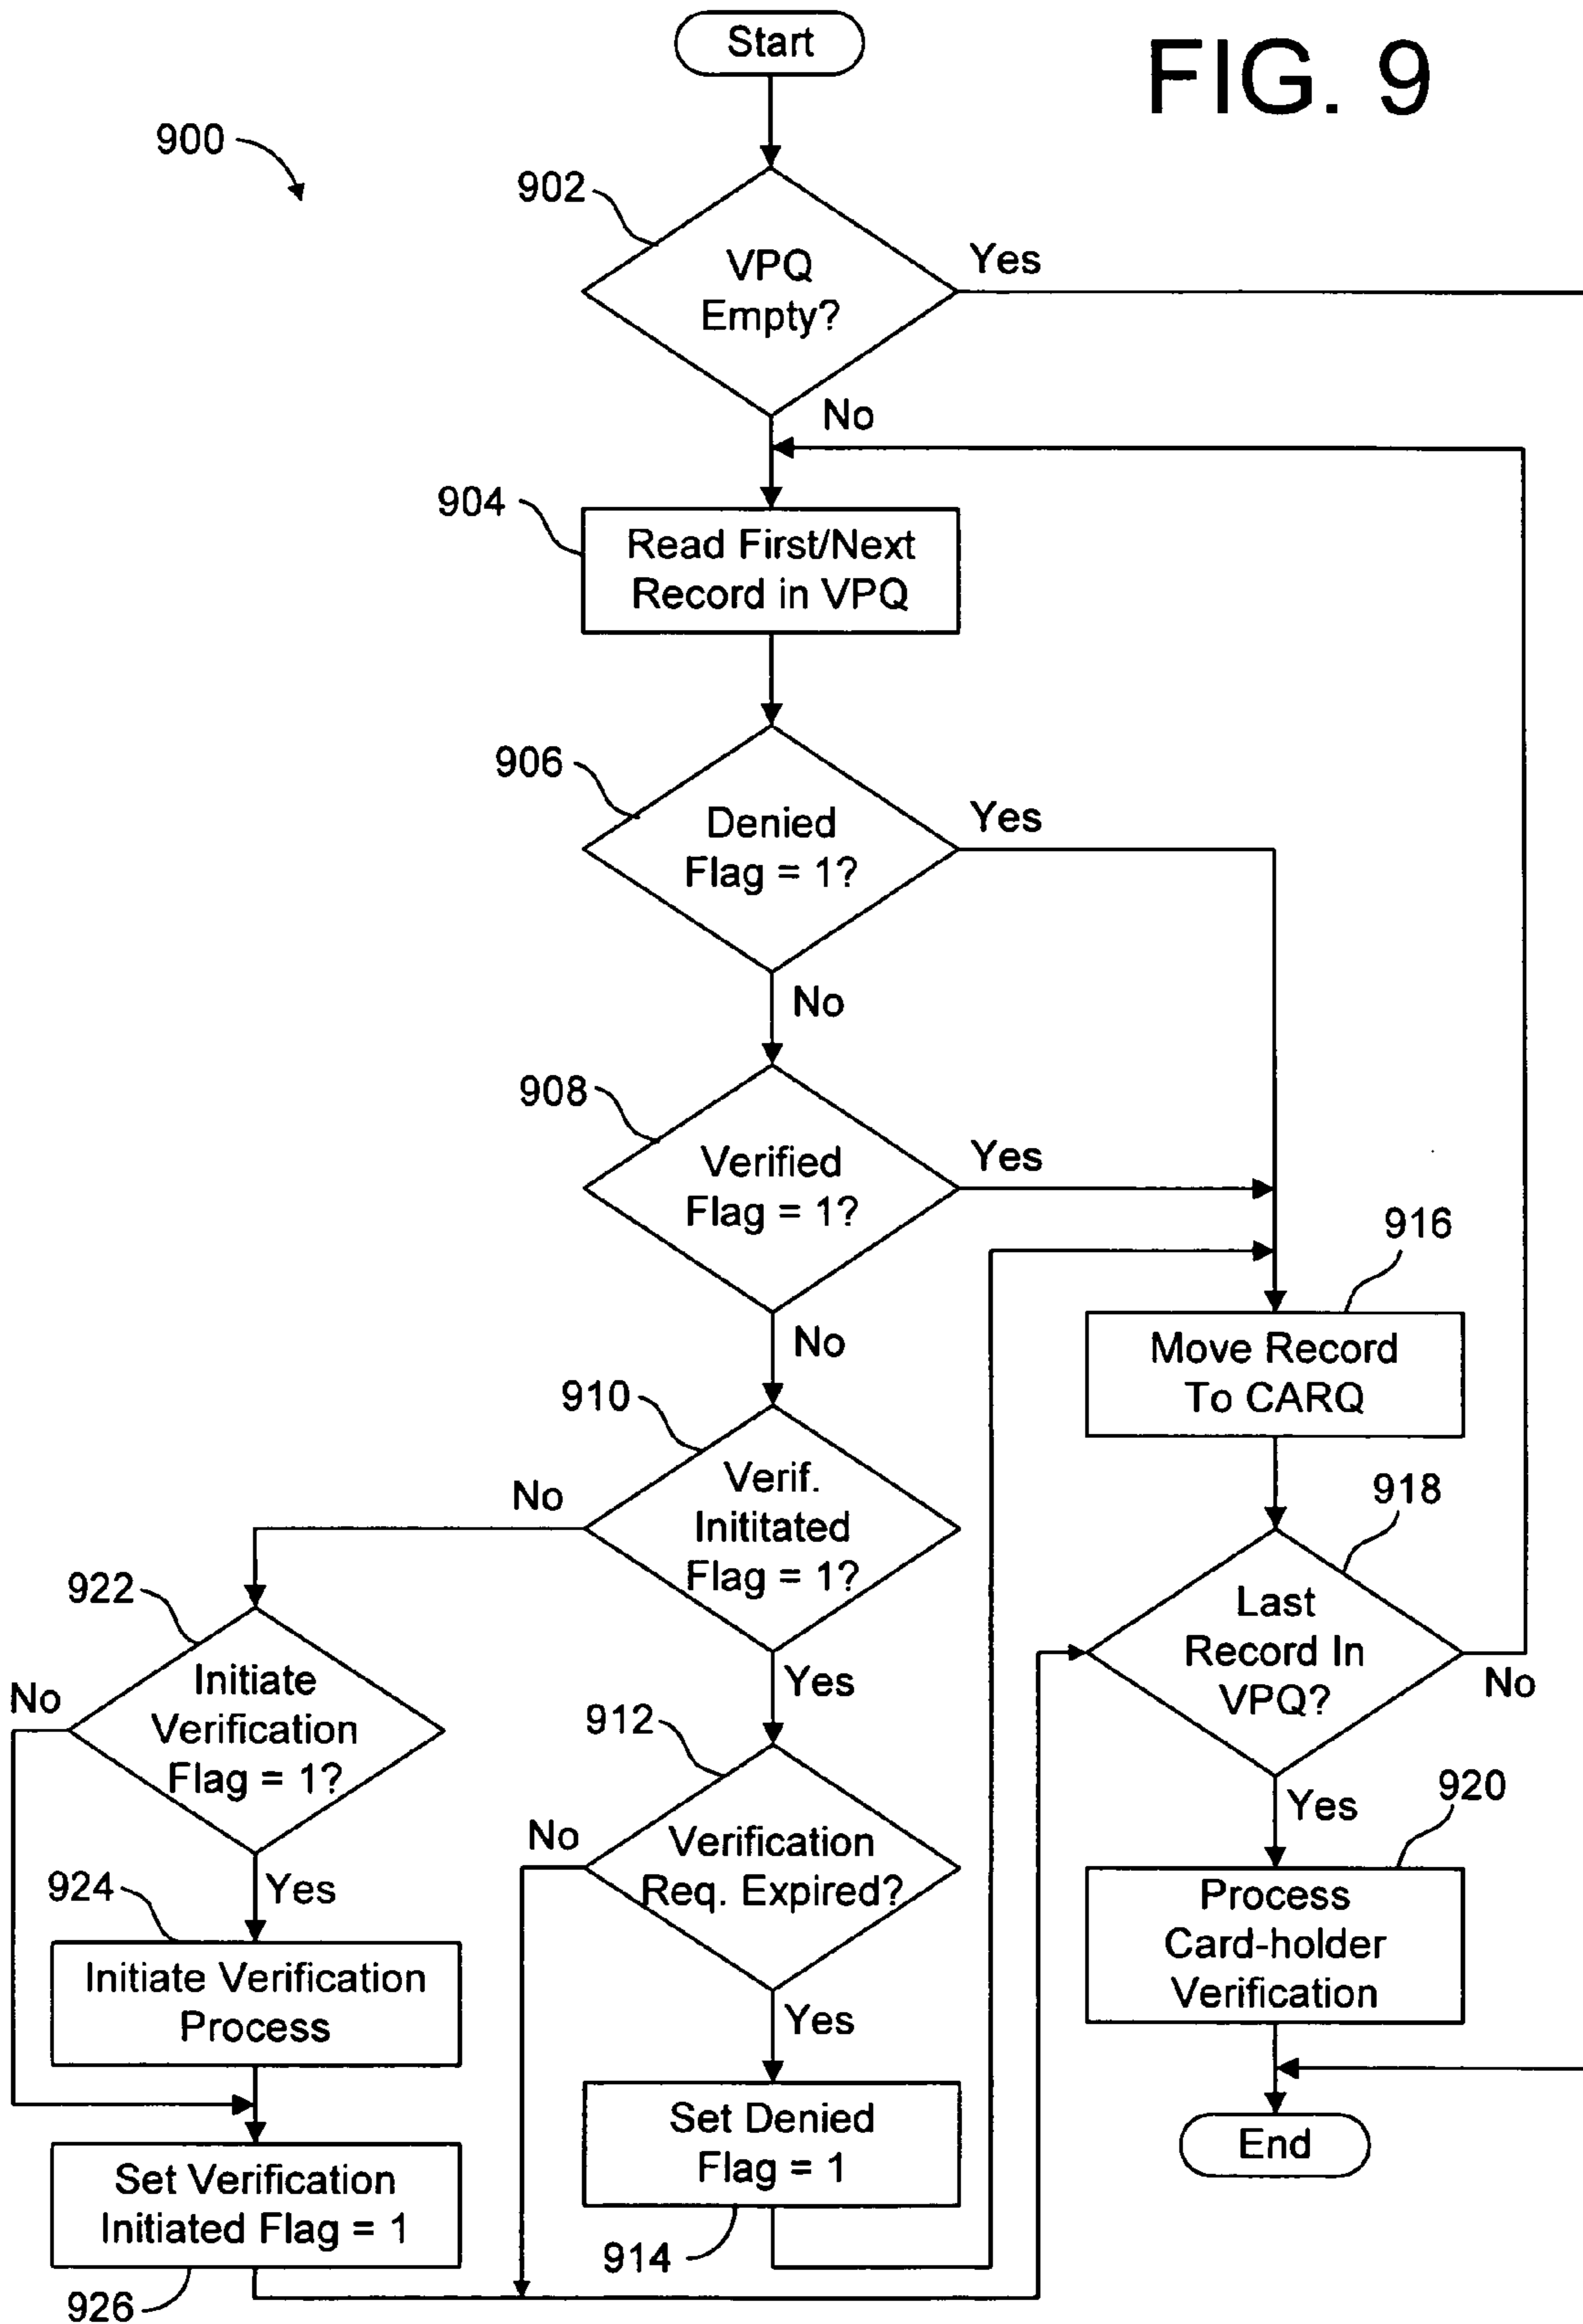 Start
FIG. 9
900
902
VPQ
Empty?
Yes
No
904
Read First/Next
Record in VPQ
906
Denied
Flag = 1?
Yes
No
908
Verified
Flag = 1?
Yes
No
916
Move Record
To CARQ
910
Verif.
Inititated
Flag = 1?
No
Yes
918
Last
Record In
VPQ?
No
Yes
922
Initiate
Verification
Flag = 1?
No
Yes
912
Verification
Req. Expired?
No
Yes
920
Process
Card-holder
Verification
924
Initiate Verification
Process
Set Denied
Flag = 1
914
End
Set Verification
Initiated Flag = 1
926